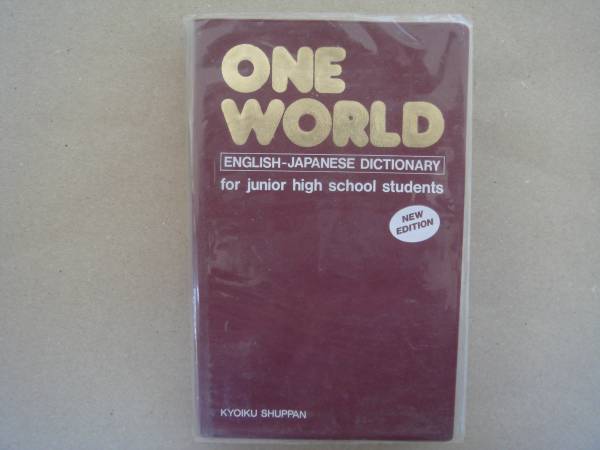 ONE
WORLD
ENGLISH-JAPANESE DICTIONARY
for junior high school students
NEW
EDITION
KYOIKU SHUPPAN